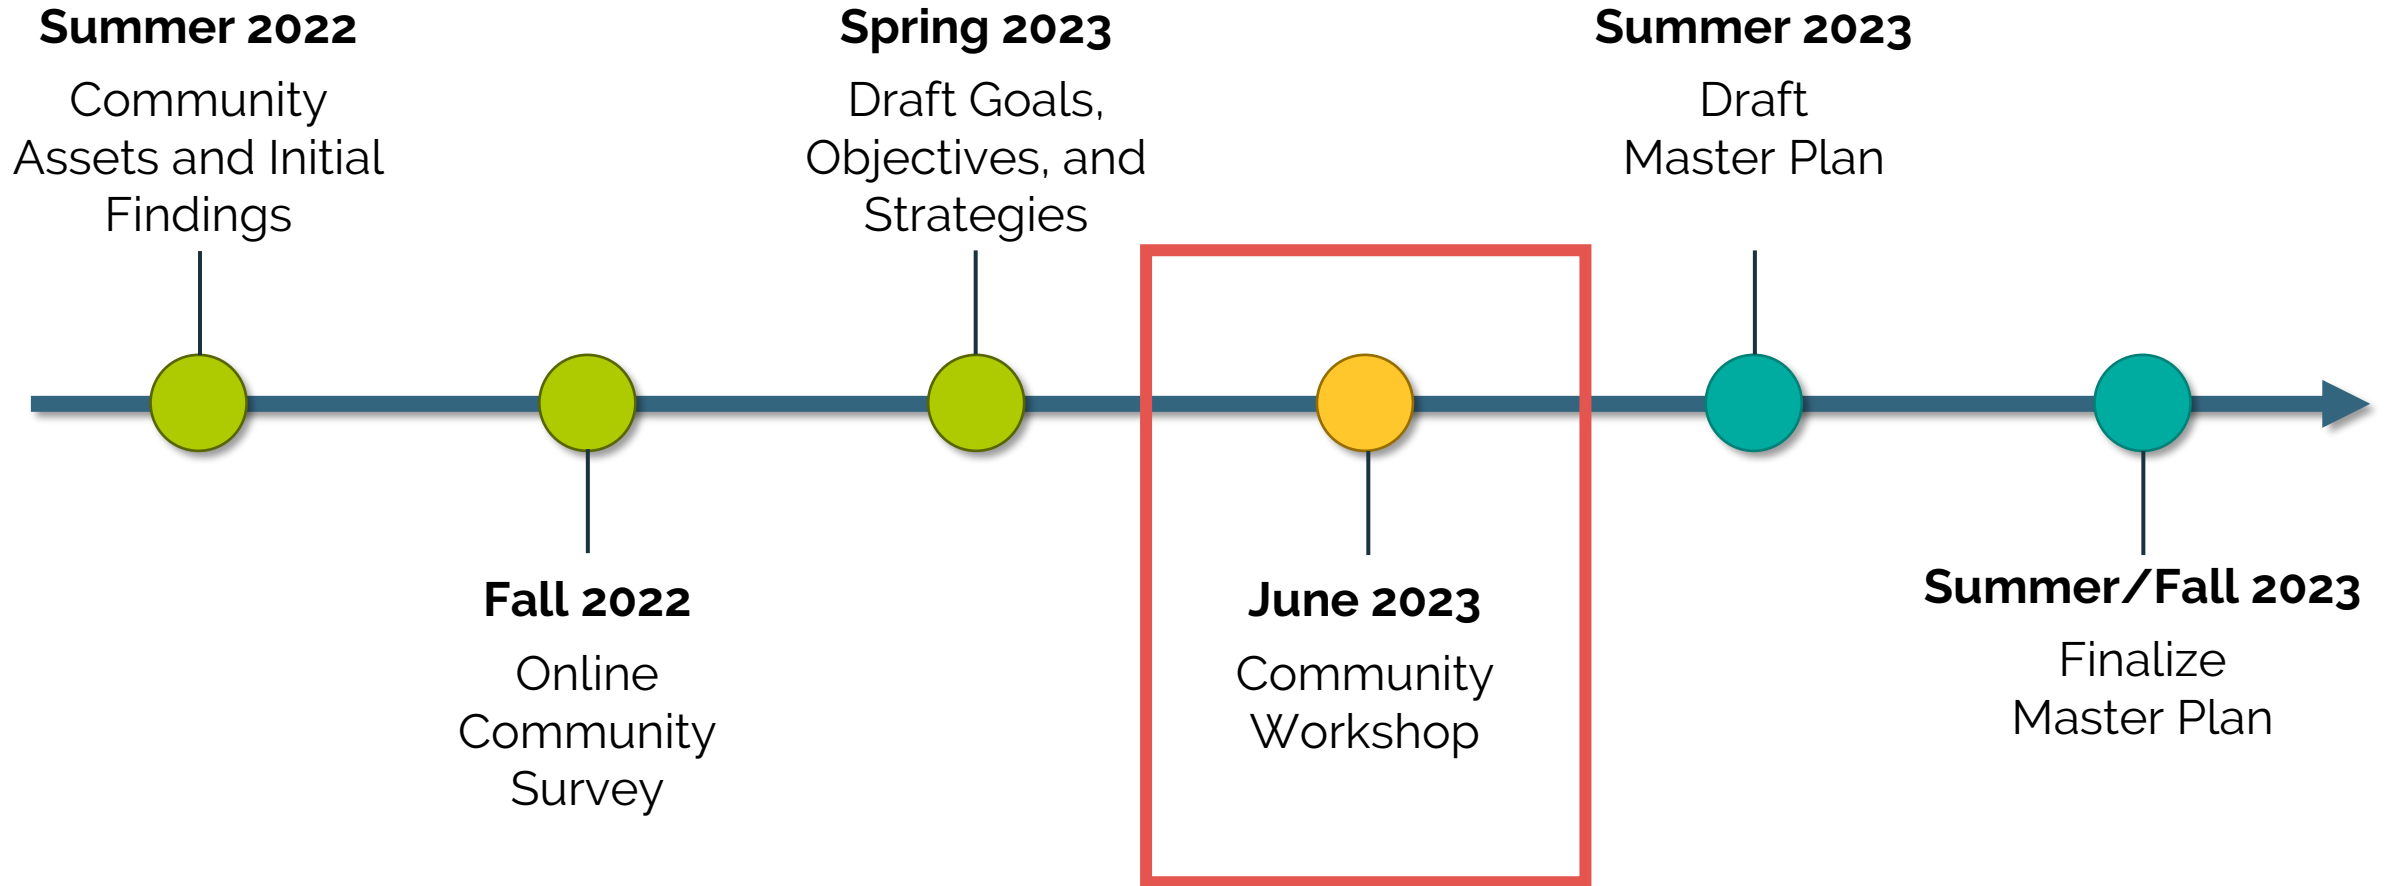 Summer 2022
Community
Assets and Initial
Findings
Fall 2022
Online
Community
Survey
Spring 2023
Draft Goals,
Objectives, and
Strategies
June 2023
Community
Workshop
Summer 2023
Draft
Master Plan
Summer/Fall 2023
Finalize
Master Plan